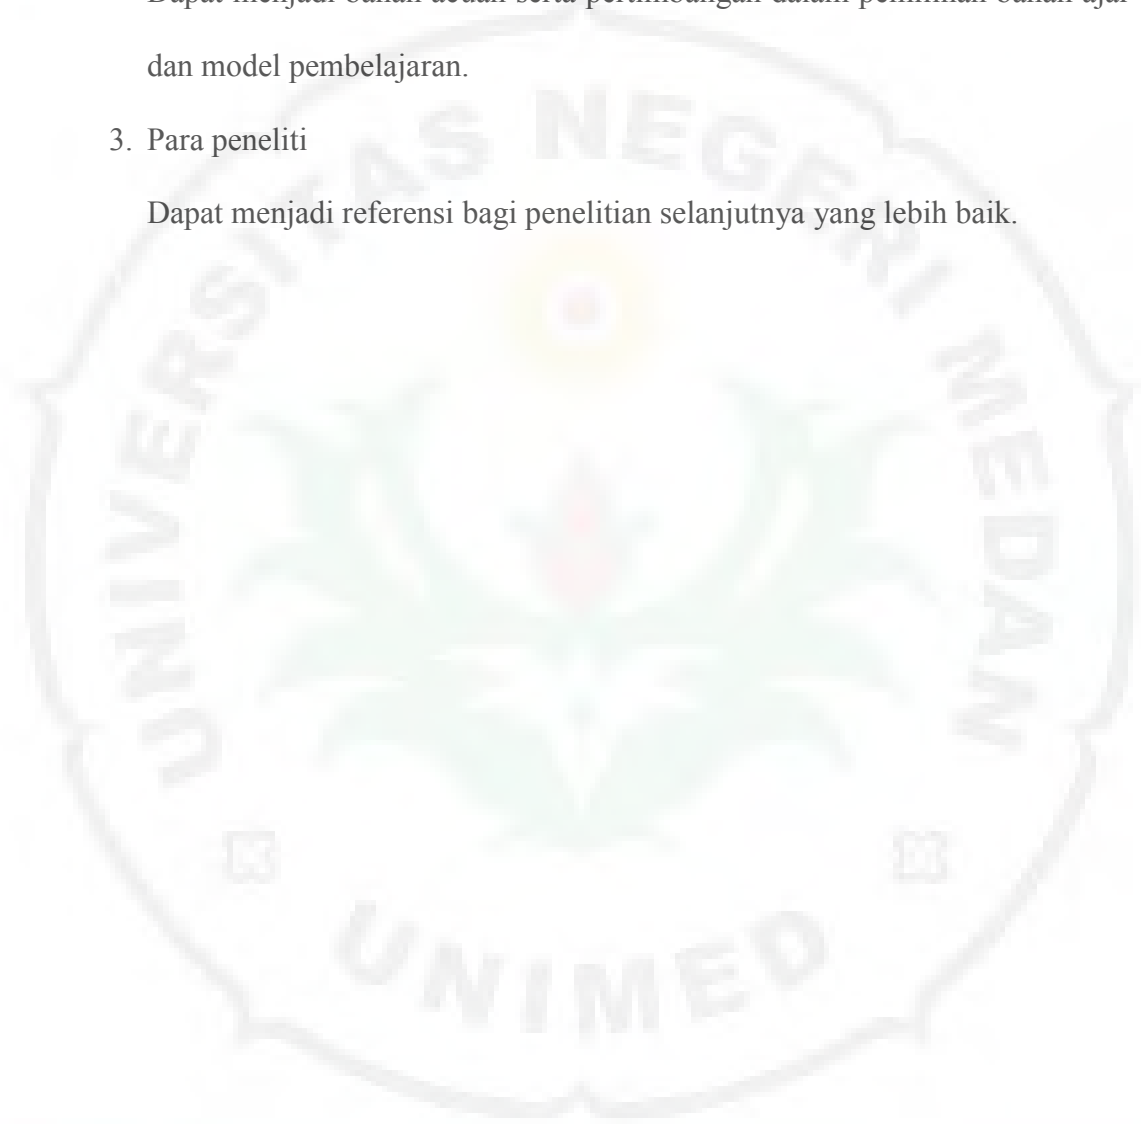 Dapat menjadi bahan acuan serta pertimbangan dalam pemilihan bahan ajar
dan model pembelajaran.
3. Para peneliti
Dapat menjadi referensi bagi penelitian selanjutnya yang lebih baik.
UNIVERSITAS NEGERI MEDAN
UNIMED